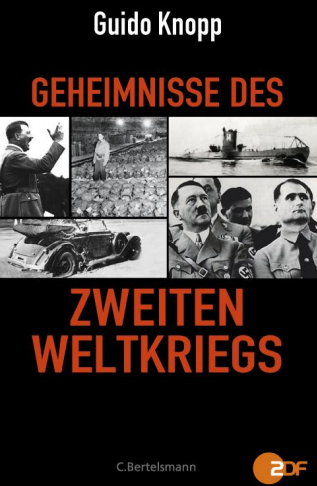 Guido Knopp
GEHEIMNISSE DES
ZWEITEN
WELTKRIEGS
C.Bertelsmann
2DF